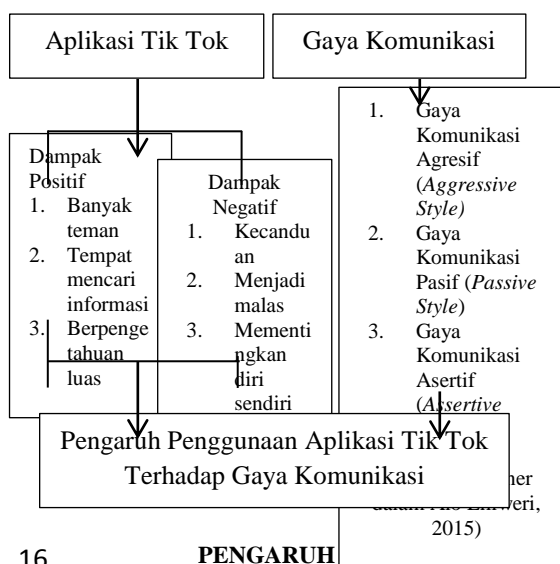 Aplikasi Tik Tok
Gaya Komunikasi
Dampak
Positif
1. Banyak
teman
2. Tempat
mencari
informasi
3. Berpenge
tahuan
luas
Dampak
Negatif
1. Kecandu
an
2. Menjadi
malas
3. Mementi
ngkan
diri
sendiri
1. Gaya
Komunikasi
Agresif
(Aggressive
Style)
2. Gaya
Komunikasi
Pasif (Passive
Style)
3. Gaya
Komunikasi
Asertif
(Assertive
Pengaruh Penggunaan Aplikasi Tik Tok
Terhadap Gaya Komunikasi
2015)
16
PENGARUH